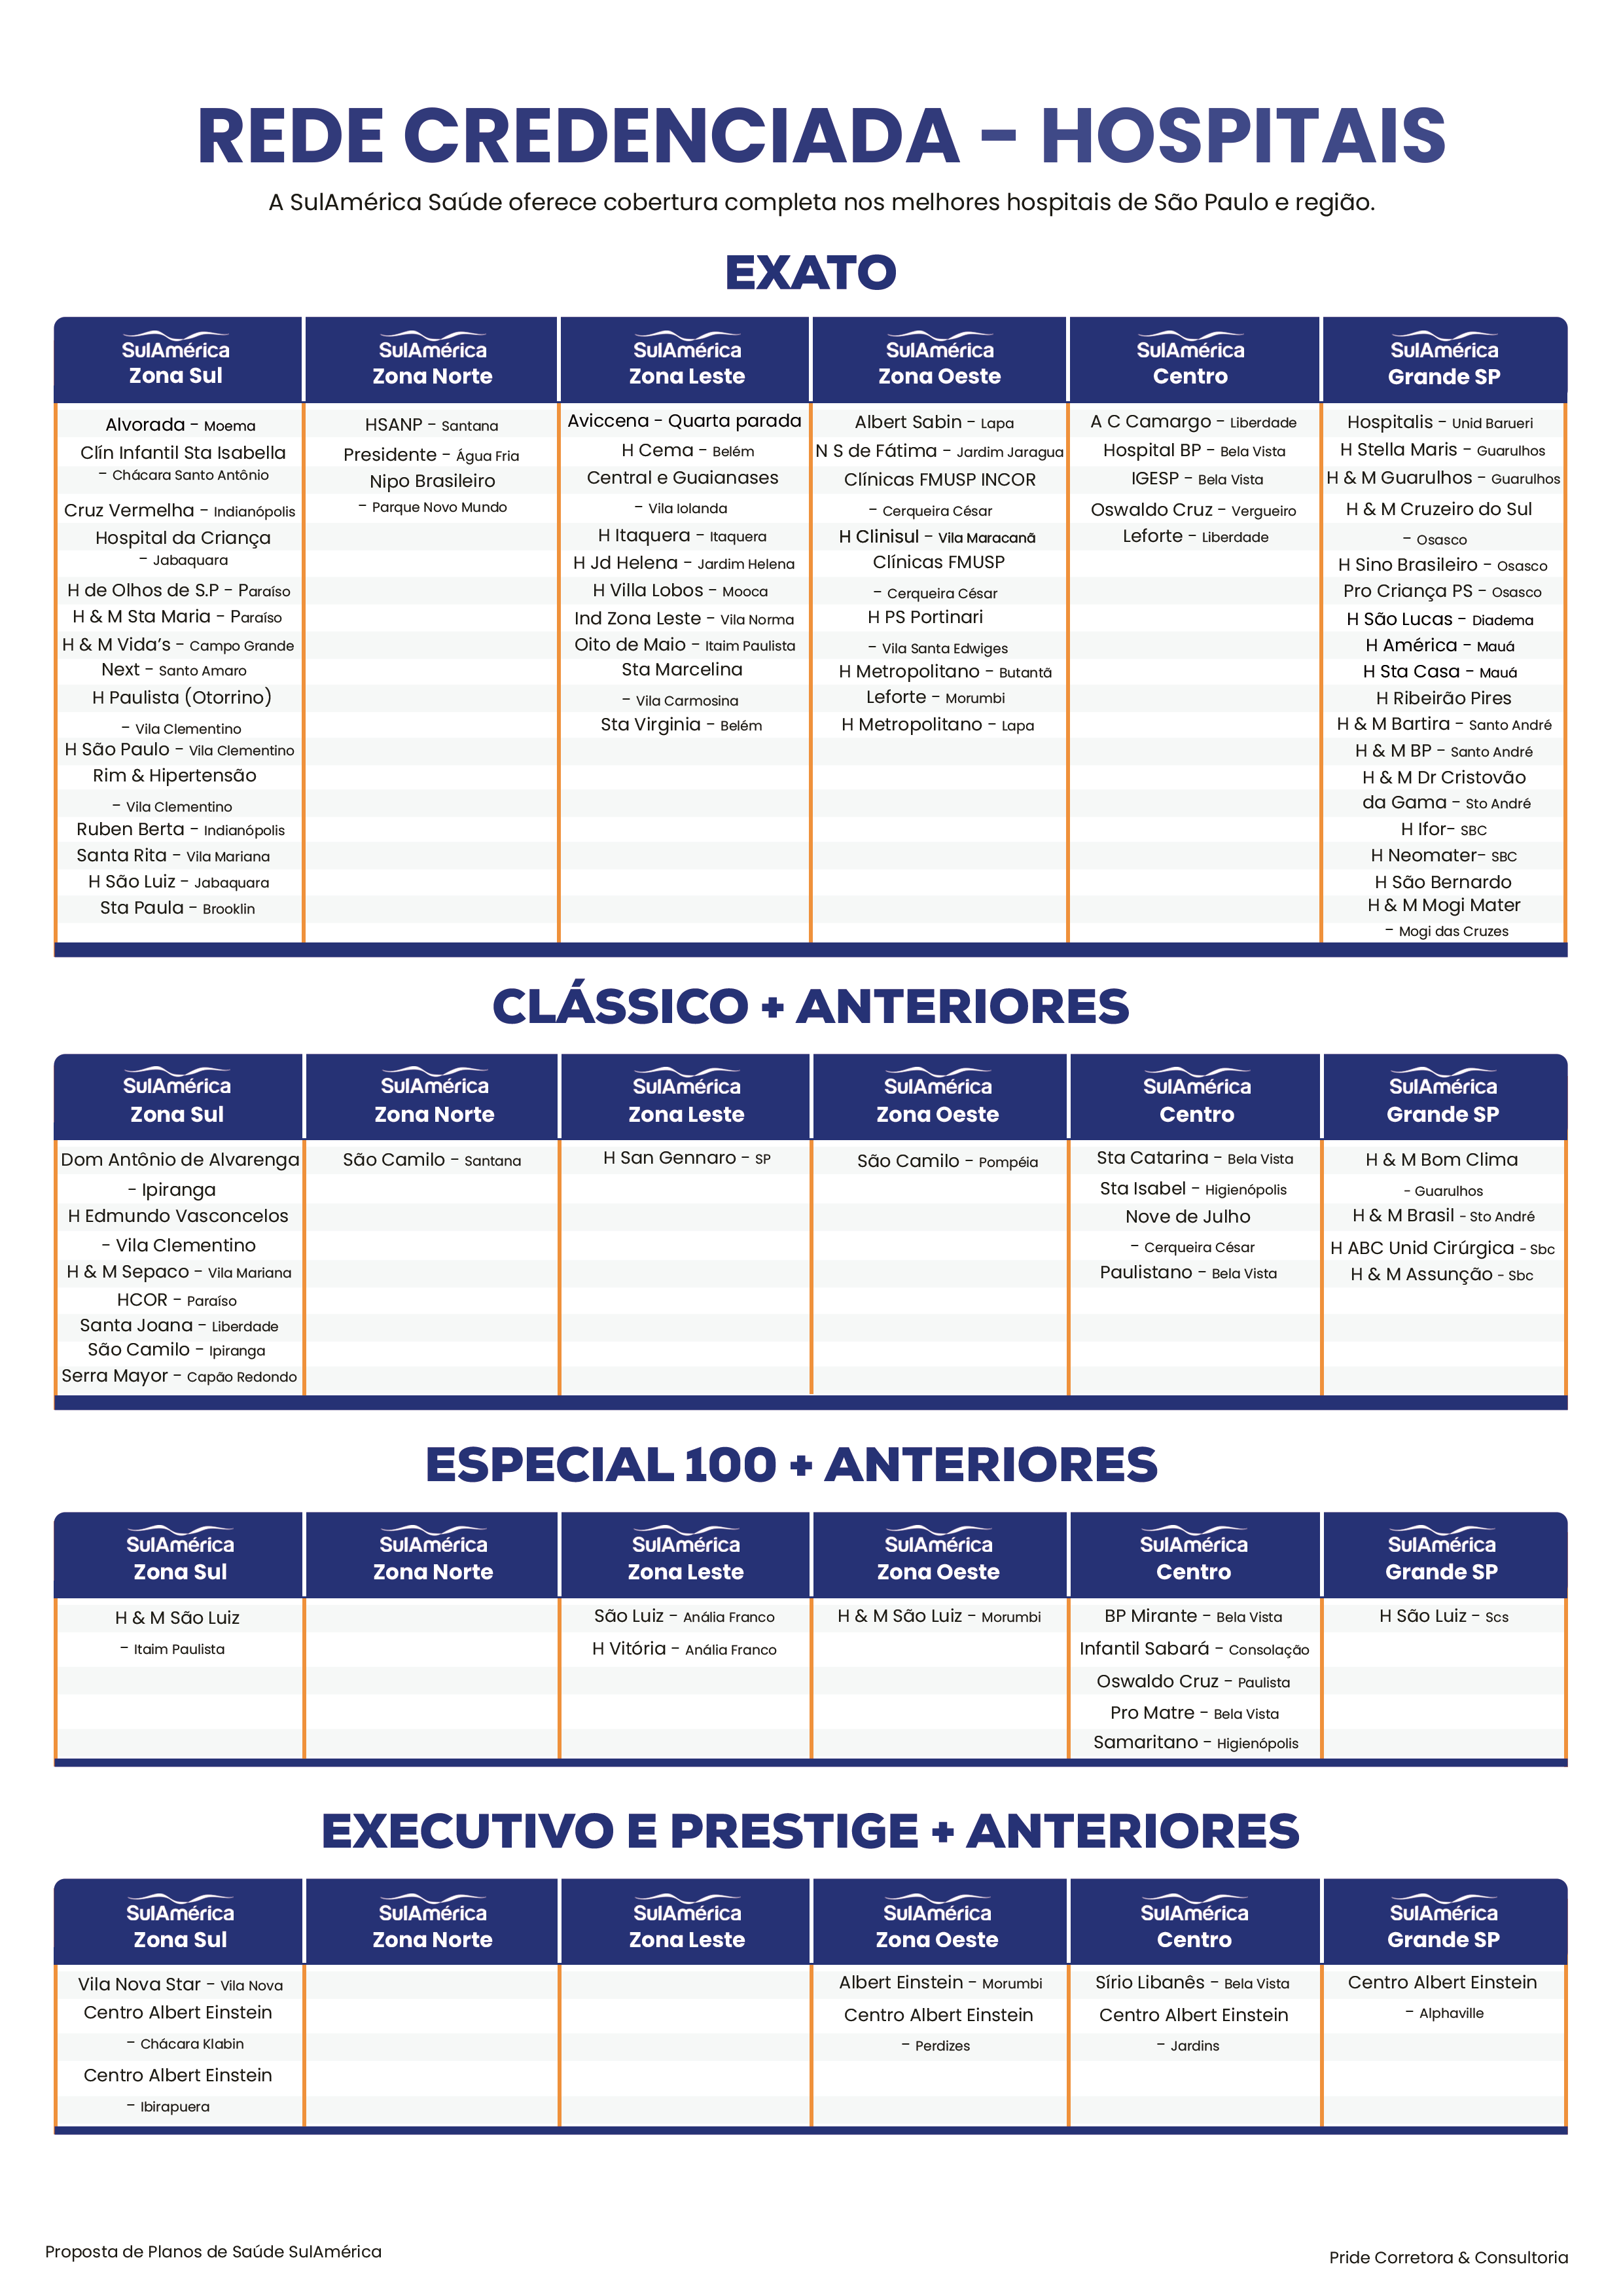 REDE CREDENCIADA - HOSPITAIS
A SulAmérica Saúde oferece cobertura completa nos melhores hospitais de São Paulo e região.
EXATO
SulAmérica
Zona Sul
Alvorada - Moema
Clín Infantil Sta Isabella
- Chácara Santo Antônio
Cruz Vermelha - Indianópolis
Hospital da Criança
- Jabaquara
H de Olhos de S.P - Paraíso
H & M Sta Maria - Paraíso
H & M Vida's - Campo Grande
Next - Santo Amaro
H Paulista (Otorrino)
- Vila Clementino
H São Paulo - Vila Clementino
Rim & Hipertensão
- Vila Clementino
Ruben Berta - Indianópolis
Santa Rita - Vila Mariana
H São Luiz - Jabaquara
Sta Paula - Brooklin
SulAmérica
Zona Norte
HSANP - Santana
Presidente - Água Fria
Nipo Brasileiro
- Parque Novo Mundo
SulAmérica
Zona Leste
Aviccena - Quarta parada
H Cema - Belém
Central e Guaianases
- Vila Iolanda
H Itaquera - Itaquera
H Jd Helena - Jardim Helena
H Villa Lobos - Mooca
Ind Zona Leste - Vila Norma
Oito de Maio - Itaim Paulista
Sta Marcelina
- Vila Carmosina
Sta Virginia - Belém
SulAmérica
Zona Oeste
Albert Sabin - Lapa
N S de Fátima - Jardim Jaragua
Clínicas FMUSP INCOR
- Cerqueira César
H Clinisul - Vila Maracanã
Clínicas FMUSP
- Cerqueira César
H PS Portinari
- Vila Santa Edwiges
H Metropolitano - Butantã
Leforte - Morumbi
H Metropolitano - Lapa
SulAmérica
Centro
A C Camargo - Liberdade
Hospital BP - Bela Vista
IGESP - Bela Vista
Oswaldo Cruz - Vergueiro
Leforte - Liberdade
SulAmérica
Grande SP
Hospitalis - Unid Barueri
H Stella Maris - Guarulhos
H & M Guarulhos - Guarulhos
H & M Cruzeiro do Sul
- Osasco
H Sino Brasileiro - Osasco
Pro Criança PS - Osasco
H São Lucas - Diadema
H América - Mauá
H Sta Casa - Mauá
H Ribeirão Pires
H & M Bartira - Santo André
H & M BP - Santo André
H & M Dr Cristovão
da Gama - Sto André
H Ifor- SBC
H Neomater- SBC
H São Bernardo
H & M Mogi Mater
- Mogi das Cruzes
CLÁSSICO + ANTERIORES
SulAmérica
Zona Sul
Dom Antônio de Alvarenga
- Ipiranga
H Edmundo Vasconcelos
- Vila Clementino
H & M Sepaco - Vila Mariana
HCOR - Paraíso
Santa Joana - Liberdade
São Camilo - Ipiranga
Serra Mayor - Capão Redondo
SulAmérica
Zona Norte
São Camilo - Santana
SulAmérica
Zona Leste
H San Gennaro - SP
SulAmérica
Zona Oeste
São Camilo - Pompéia
SulAmérica
Centro
Sta Catarina - Bela Vista
Sta Isabel - Higienópolis
Nove de Julho
- Cerqueira César
Paulistano - Bela Vista
SulAmérica
Grande SP
H & M Bom Clima
- Guarulhos
H & M Brasil - Sto André
H ABC Unid Cirúrgica - Sbc
H & M Assunção - Sbc
ESPECIAL 100 + ANTERIORES
SulAmérica
Zona Sul
H & M São Luiz
- Itaim Paulista
SulAmérica
Zona Norte
SulAmérica
Zona Leste
São Luiz - Anália Franco
H Vitória - Anália Franco
SulAmérica
Zona Oeste
H & M São Luiz - Morumbi
SulAmérica
Centro
BP Mirante - Bela Vista
Infantil Sabará - Consolação
Oswaldo Cruz - Paulista
Pro Matre - Bela Vista
Samaritano - Higienópolis
SulAmérica
Grande SP
H São Luiz - Scs
EXECUTIVO E PRESTIGE + ANTERIORES
SulAmérica
Zona Sul
Vila Nova Star - Vila Nova
Centro Albert Einstein
- Chácara Klabin
Centro Albert Einstein
- Ibirapuera
SulAmérica
Zona Norte
SulAmérica
Zona Leste
SulAmérica
Zona Oeste
Albert Einstein - Morumbi
Centro Albert Einstein
- Perdizes
SulAmérica
Centro
Sírio Libanês - Bela Vista
Centro Albert Einstein
- Jardins
SulAmérica
Grande SP
Centro Albert Einstein
- Alphaville
Proposta de Planos de Saúde SulAmérica
Pride Corretora & Consultoria